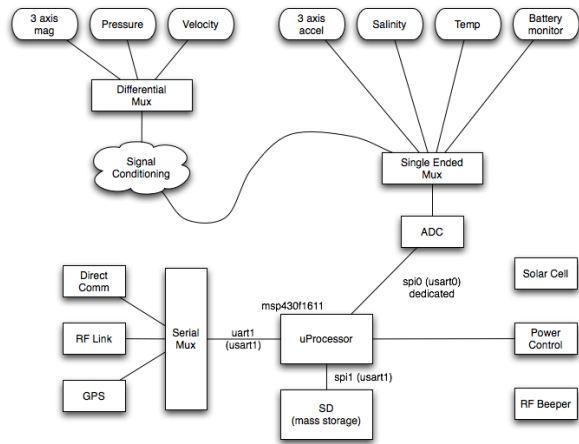 3 axis
mag
Pressure
Velocity
3 axis
accel
Salinity
Temp
Battery
monitor
Differential
Mux
Signal
Conditioning
Single Ended
Mux
ADC
Direct
Comm
spi0 (usart0)
dedicated
Solar Cell
msp430f1611
RF Link
Serial
Mux
uart1
(usart1)
uProcessor
Power
Control
GPS
spi1 (usart1)
SD
(mass storage)
RF Beeper